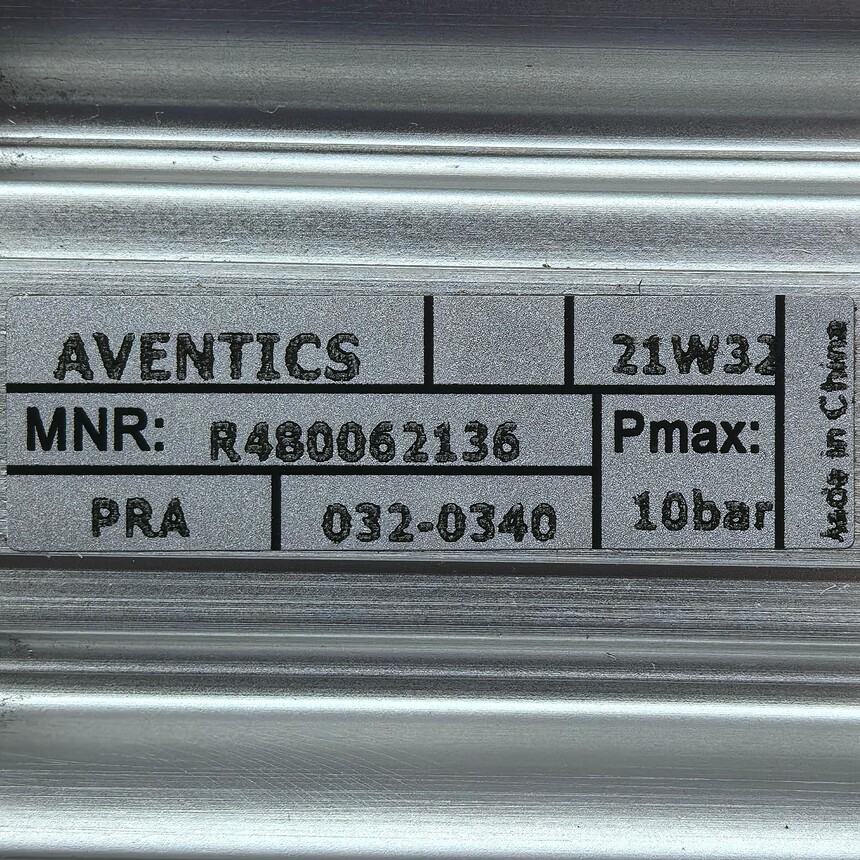 AVENTICS
21W32
MNR: R480062136
Pmax:
PRA
032-0340
10bar
Made in China